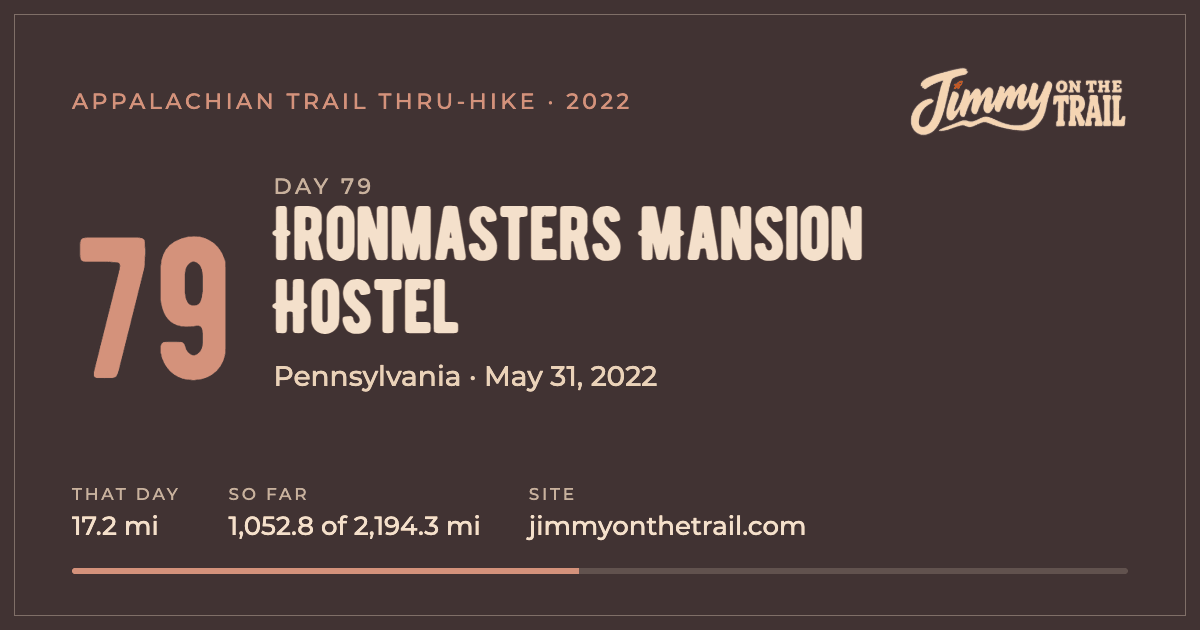 APPALACHIAN TRAIL THRU-HIKE · 2022
Jimmy ON THE TRAIL
DAY 79
79
IRONMASTERS MANSION
HOSTEL
Pennsylvania · May 31, 2022
THAT DAY
17.2 mi
SO FAR
1,052.8 of 2,194.3 mi
SITE
jimmyonthetrail.com